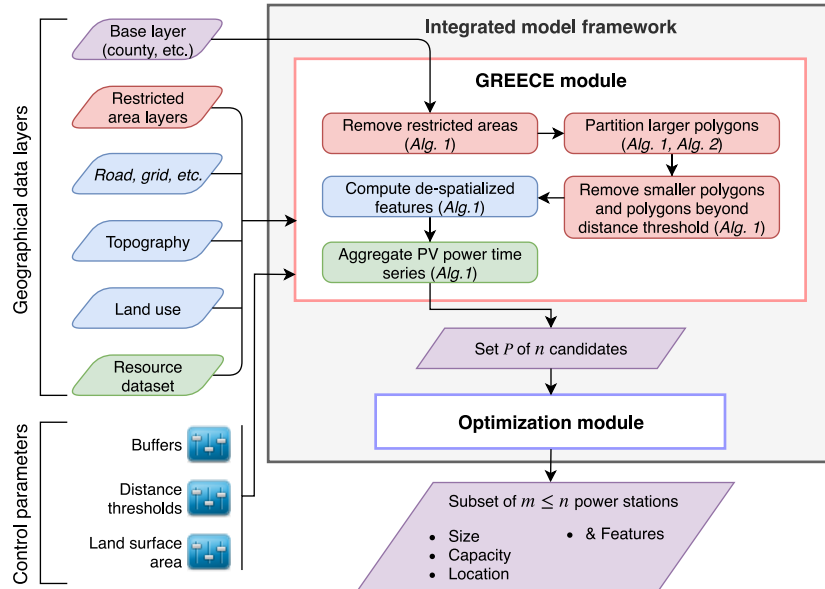 Geographical data layers
Base layer
(county, etc.)
Restricted
area layers
Road, grid, etc.
Topography
Land use
Resource
dataset
Control parameters
Buffers
Distance
thresholds
Land surface
area
Integrated model framework
GREECE module
Remove restricted areas
(Alg. 1)
Partition larger polygons
(Alg. 1, Alg. 2)
Compute de-spatialized
features (Alg.1)
Remove smaller polygons
and polygons beyond
distance threshold (Alg. 1)
Aggregate PV power time
series (Alg.1)
Set P of n candidates
Optimization module
Subset of m ≤ n power stations
• Size
• Capacity
• Location
• & Features